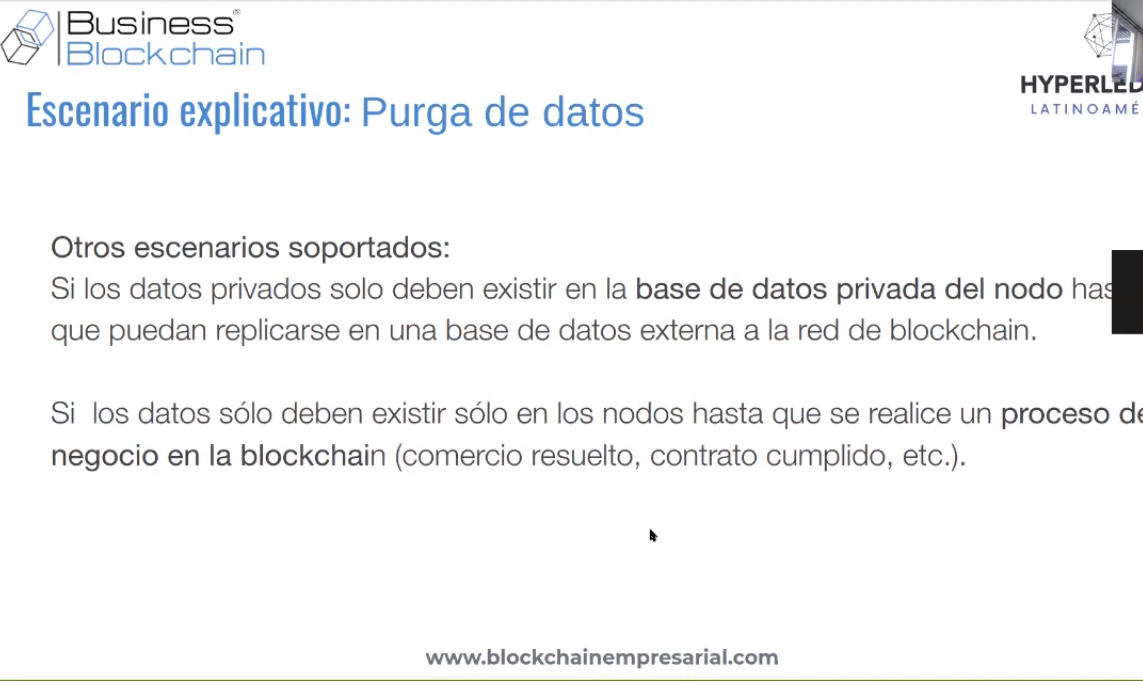 Business®
Blockchain
HYPERLED
LATINOAMÉ
Escenario explicativo: Purga de datos
Otros escenarios soportados:
Si los datos privados solo deben existir en la base de datos privada del nodo has
que puedan replicarse en una base de datos externa a la red de blockchain.
Si los datos sólo deben existir sólo en los nodos hasta que se realice un proceso de
negocio en la blockchain (comercio resuelto, contrato cumplido, etc.).
www.blockchainempresarial.com